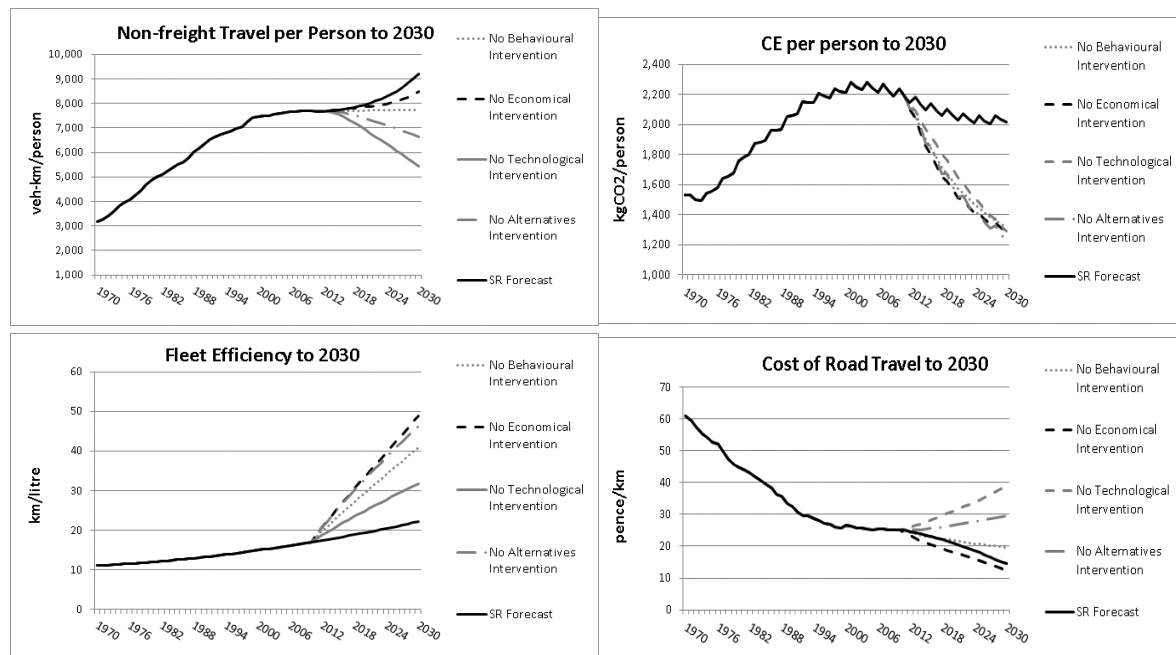 Non-freight Travel per Person to 2030
veh-km/person
10,000
9,000
8,000
7,000
6,000
5,000
4,000
3,000
2,000
1,000
1970
1976
1982
1988
1994
2000
2006
2012
2018
2024
2030
No Behavioural
Intervention
No Economical
Intervention
No Technological
Intervention
No Alternatives
Intervention
SR Forecast
CE per person to 2030
kgCO2/person
2,400
2,200
2,000
1,800
1,600
1,400
1,200
1,000
1970
1976
1982
1988
1994
2000
2006
2012
2018
2024
2030
No Behavioural
Intervention
No Economical
Intervention
No Technological
Intervention
No Alternatives
Intervention
SR Forecast
Fleet Efficiency to 2030
km/litre
60
50
40
30
20
10
0
1970
1976
1982
1988
1994
2000
2006
2012
2018
2024
2030
No Behavioural
Intervention
No Economical
Intervention
No Technological
Intervention
No Alternatives
Intervention
SR Forecast
Cost of Road Travel to 2030
pence/km
70
60
50
40
30
20
10
0
1970
1976
1982
1988
1994
2000
2006
2012
2018
2024
2030
No Behavioural
Intervention
No Economical
Intervention
No Technological
Intervention
No Alternatives
Intervention
SR Forecast